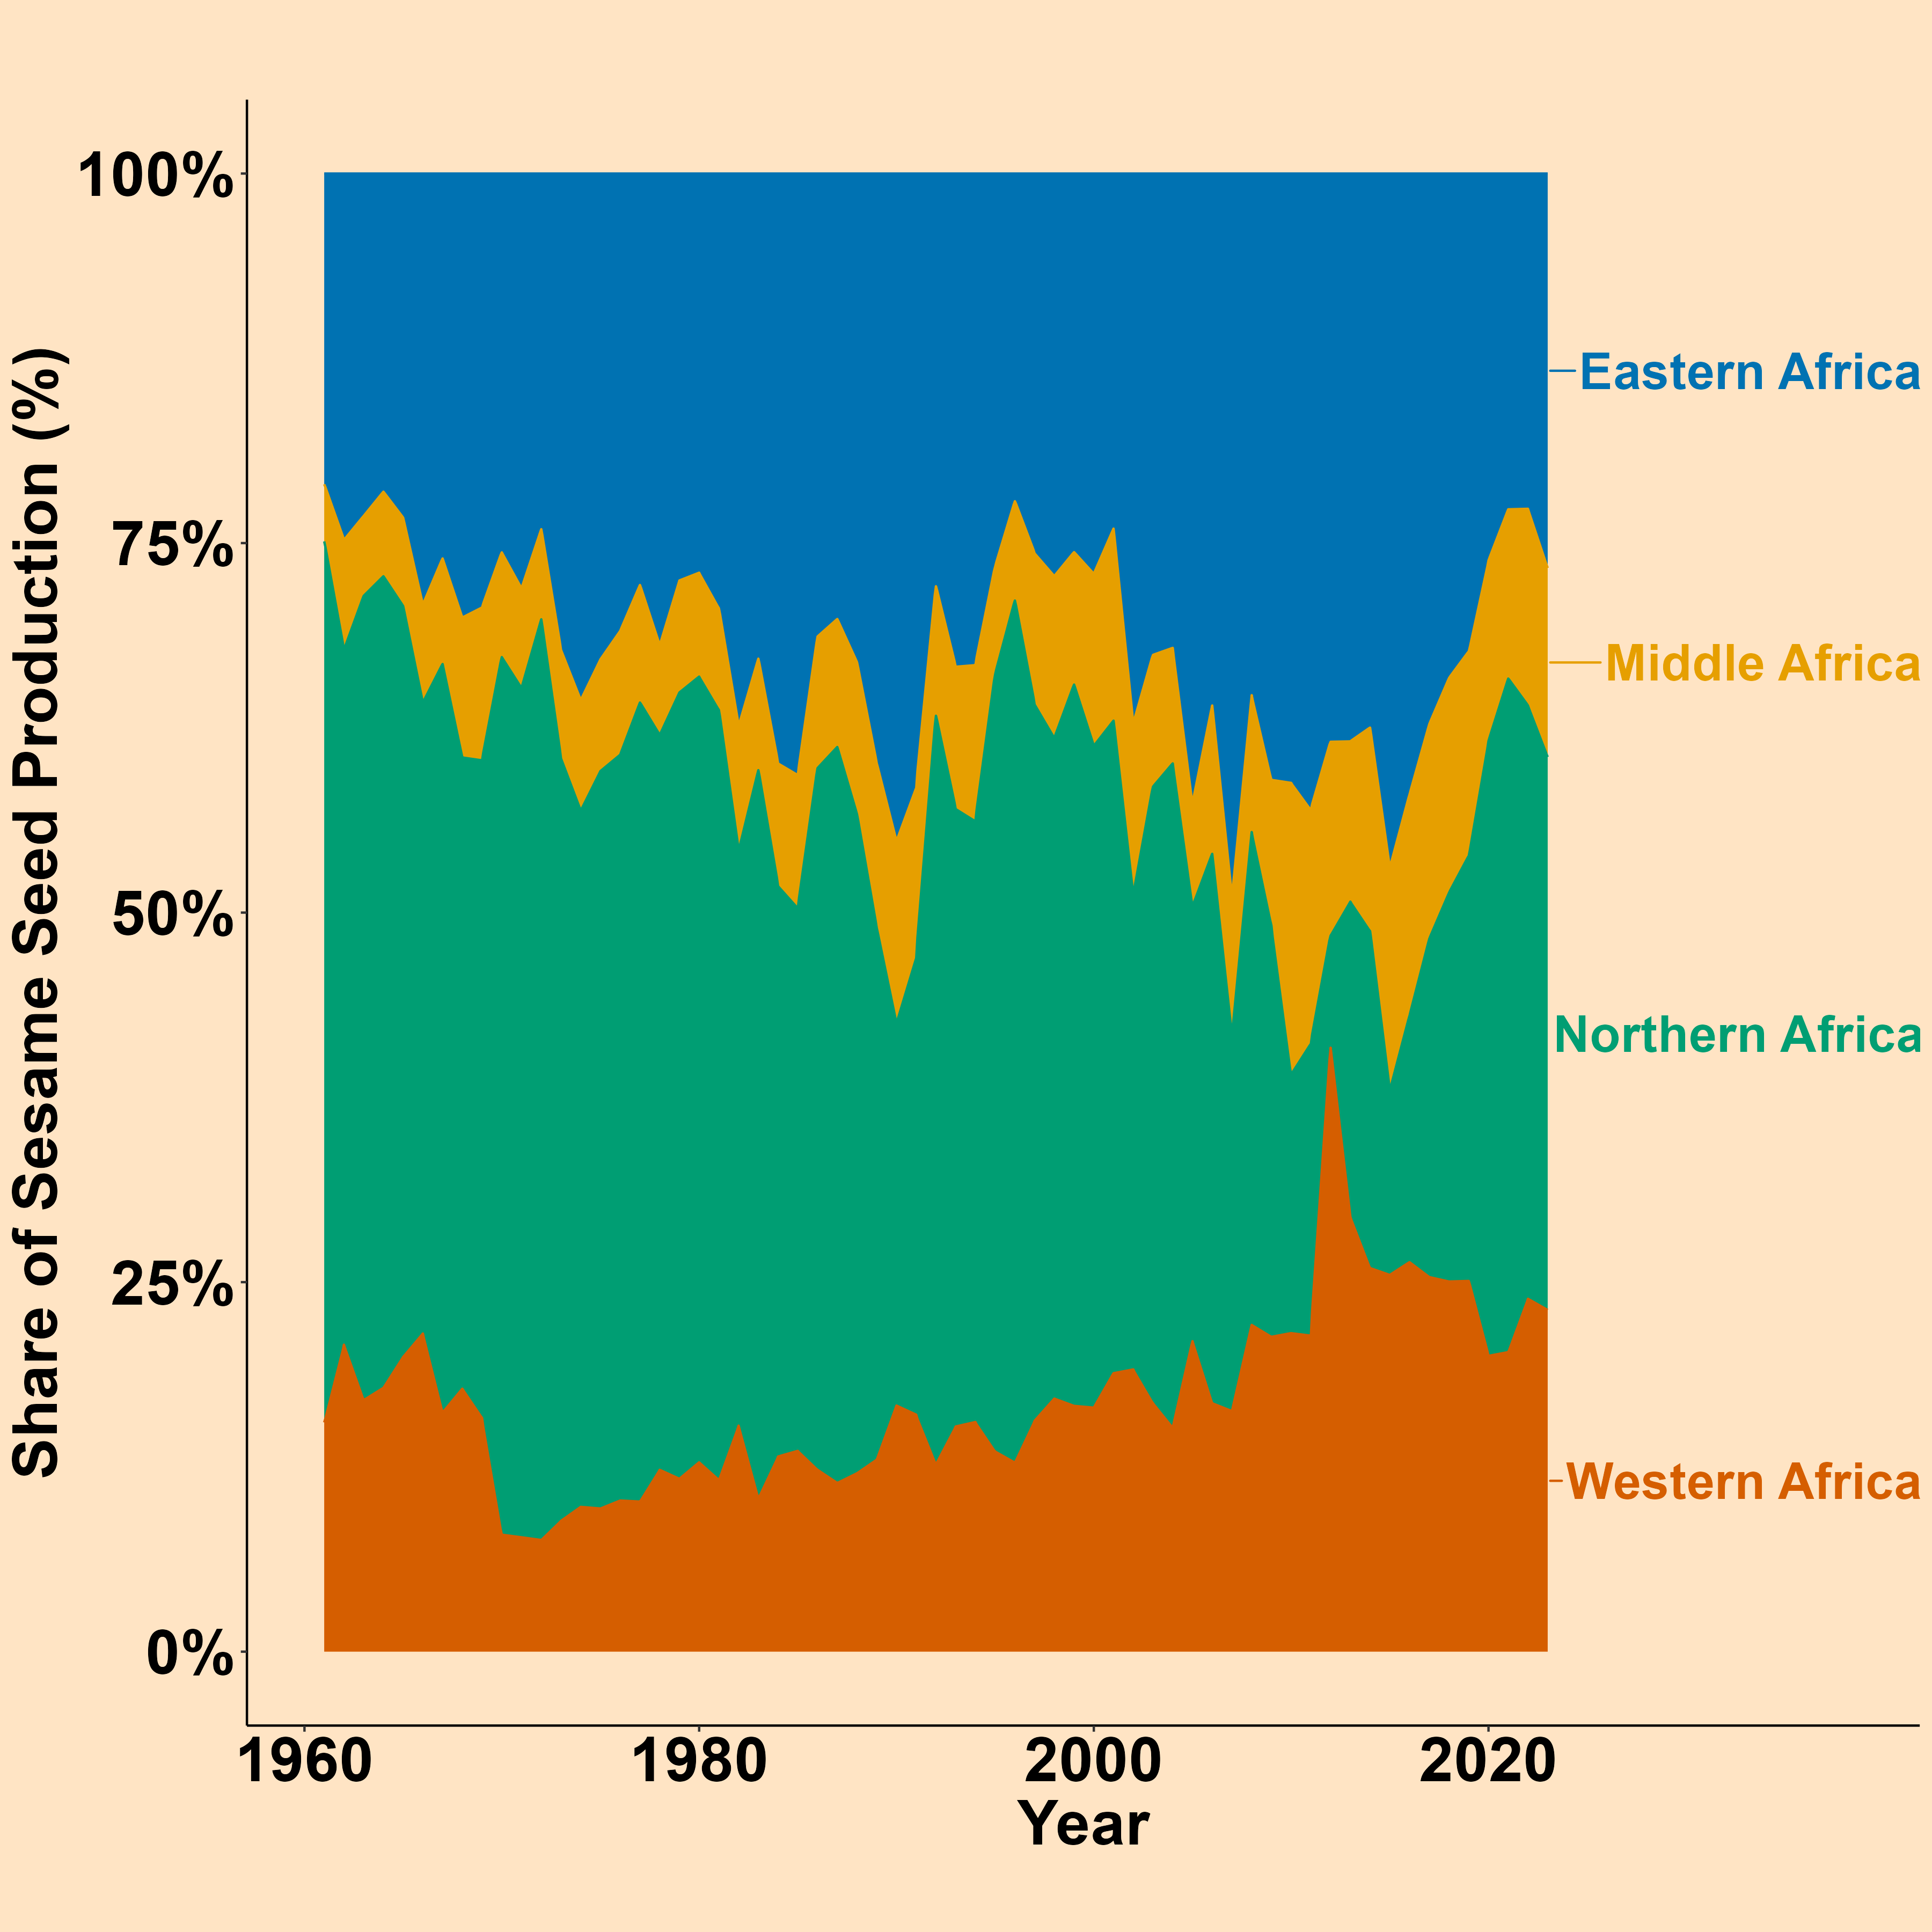 Share of Sesame Seed Production (%)
100%
75%
50%
25%
0%
1960
1980
2000
2020
Year
Eastern Africa
Middle Africa
Northern Africa
Western Africa